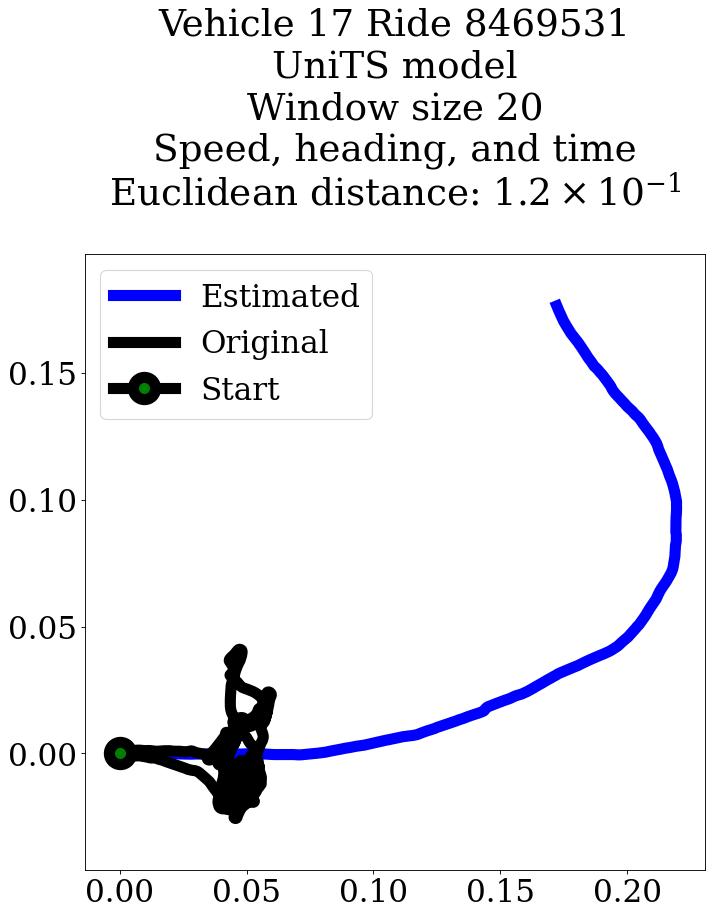 Vehicle 17 Ride 8469531
UniTS model
Window size 20
Speed, heading, and time
Euclidean distance: 1.2 × 10⁻¹
Estimated
Original
Start
0.15
0.10
0.05
0.00
0.00 0.05 0.10 0.15 0.20